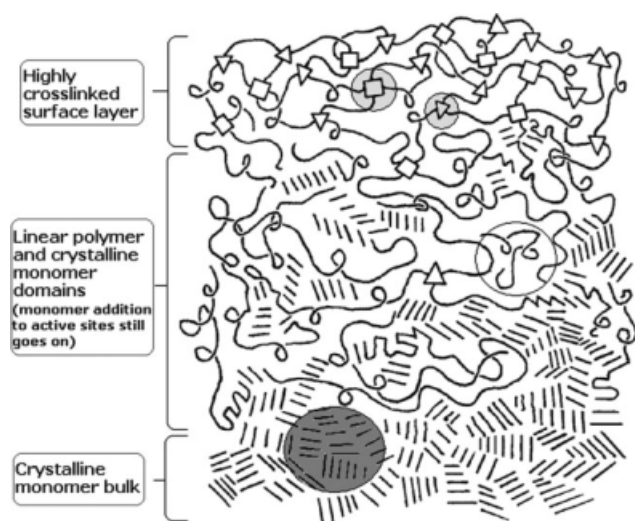 Highly
crosslinked
surface layer
Linear polymer
and crystalline
monomer
domains
(monomer addition
to active sites still
goes on)
Crystalline
monomer bulk